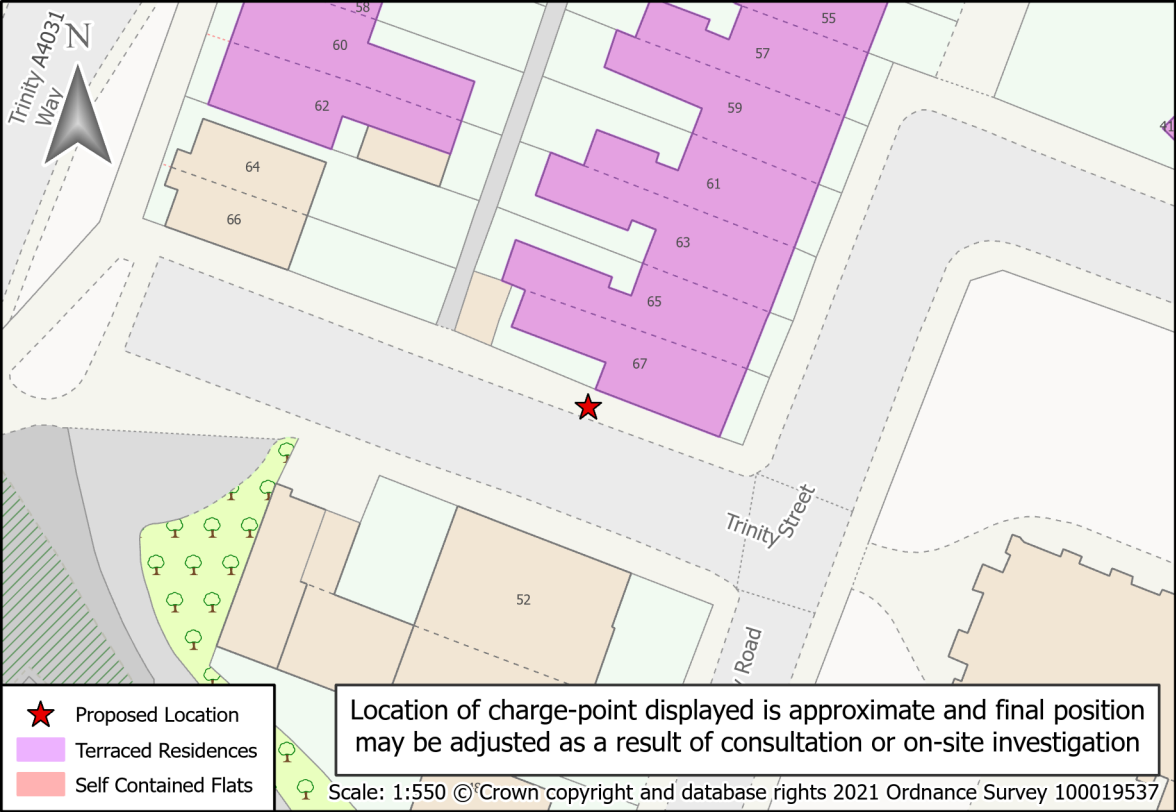 Trinity A4031
Way
N
58
60
62
64
66
55
57
59
61
63
65
67
41
Trinity Street
52
Road
Proposed Location
Terraced Residences
Self Contained Flats
Location of charge-point displayed is approximate and final position
may be adjusted as a result of consultation or on-site investigation
Scale: 1:550 © Crown copyright and database rights 2021 Ordnance Survey 100019537